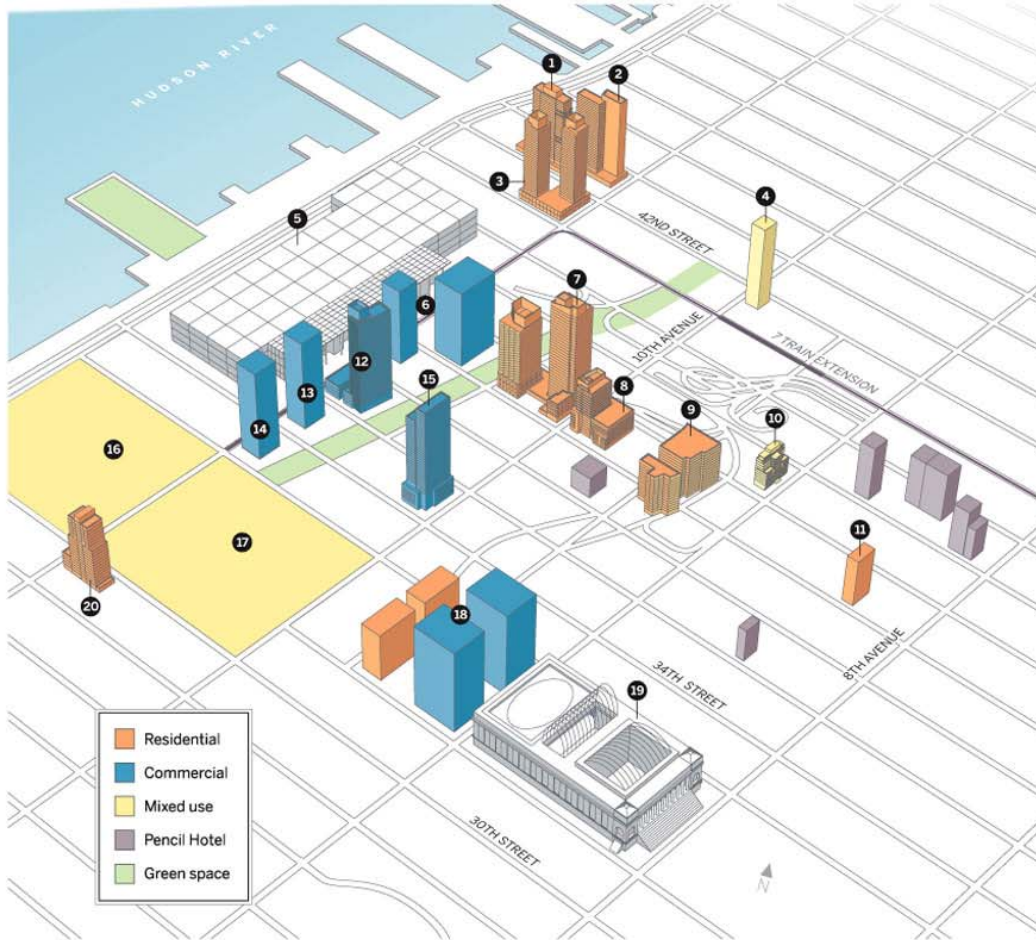 HUDSON RIVER
1
2
3
4
5
42ND STREET
6
7
10TH AVENUE
7 TRAIN EXTENSION
8
9
10
11
12
13
14
15
16
17
18
19
20
8TH AVENUE
34TH STREET
30TH STREET
N
Residential
Commercial
Mixed use
Pencil Hotel
Green space